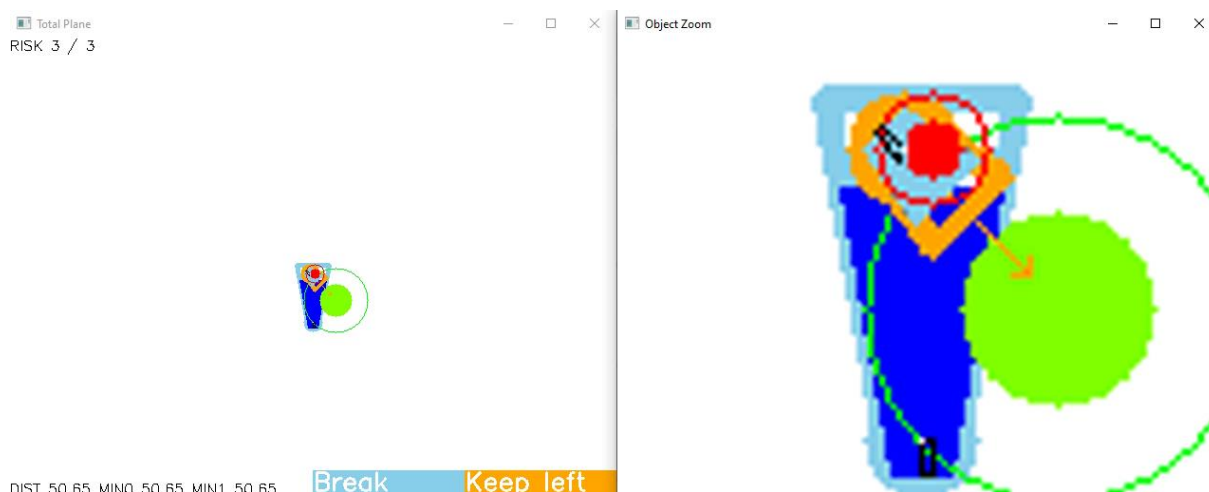 Total Plane
RISK 3 / 3
DIST 50.65 MIN0 50.65 MIN1 50.65
Break
Keep left
Object Zoom